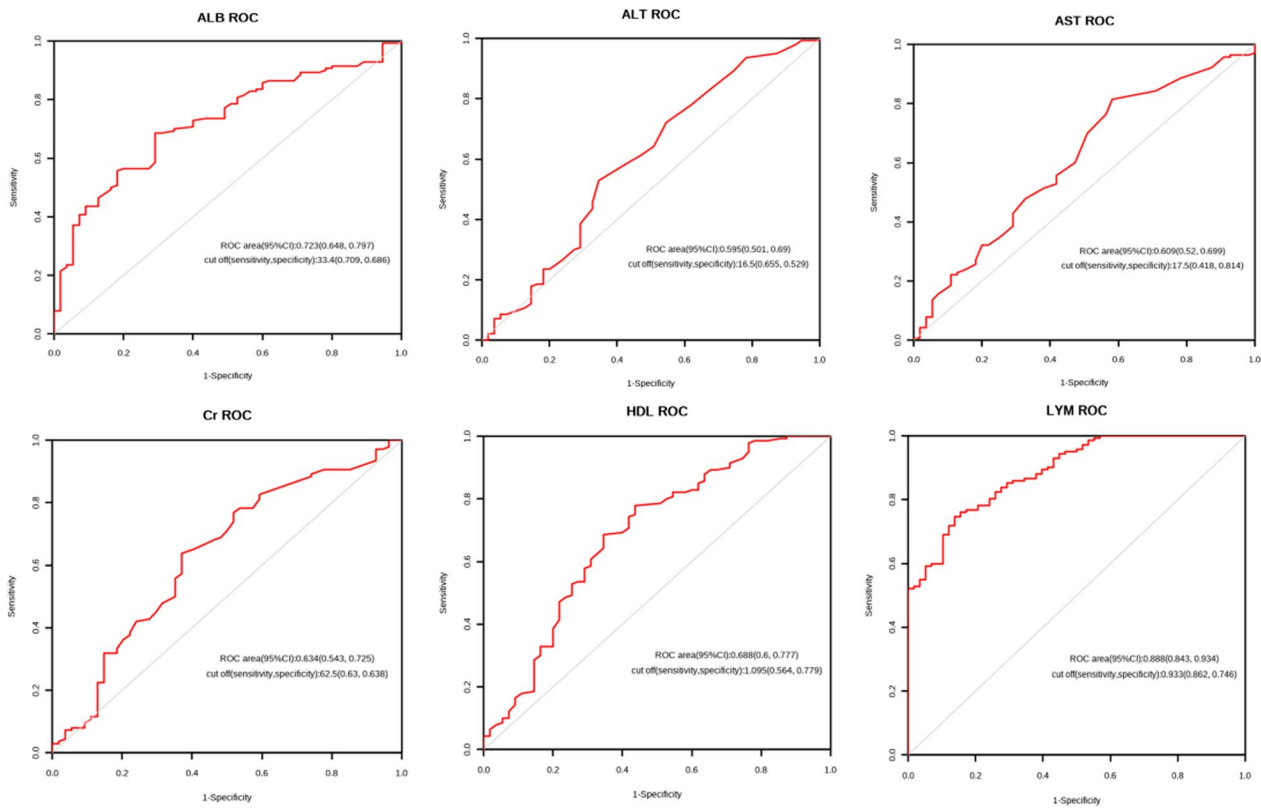 ALB ROC
1.0
0.8
0.6
0.4
0.2
0.0
Sensitivity
ROC area(95%CI):0.723(0.648, 0.797)
cut off(sensitivity,specificity):33.4(0.709, 0.686)
0.0 0.2 0.4 0.6 0.8 1.0
1-Specificity
ALT ROC
1.0
0.8
0.6
0.4
0.2
0.0
Sensitivity
ROC area(95%CI):0.595(0.501, 0.69)
cut off(sensitivity,specificity):16.5(0.655, 0.529)
0.0 0.2 0.4 0.6 0.8 1.0
1-Specificity
AST ROC
1.0
0.8
0.6
0.4
0.2
0.0
Sensitivity
ROC area(95%CI):0.609(0.52, 0.699)
cut off(sensitivity,specificity):17.5(0.418, 0.814)
0.0 0.2 0.4 0.6 0.8 1.0
1-Specificity
Cr ROC
1.0
0.8
0.6
0.4
0.2
0.0
Sensitivity
ROC area(95%CI):0.634(0.543, 0.725)
cut off(sensitivity,specificity):62.5(0.63, 0.638)
0.0 0.2 0.4 0.6 0.8 1.0
1-Specificity
HDL ROC
1.0
0.8
0.6
0.4
0.2
0.0
Sensitivity
ROC area(95%CI):0.688(0.6, 0.777)
cut off(sensitivity,specificity):1.095(0.564, 0.779)
0.0 0.2 0.4 0.6 0.8 1.0
1-Specificity
LYM ROC
1.0
0.8
0.6
0.4
0.2
0.0
Sensitivity
ROC area(95%CI):0.888(0.843, 0.934)
cut off(sensitivity,specificity):0.933(0.862, 0.746)
0.0 0.2 0.4 0.6 0.8 1.0
1-Specificity